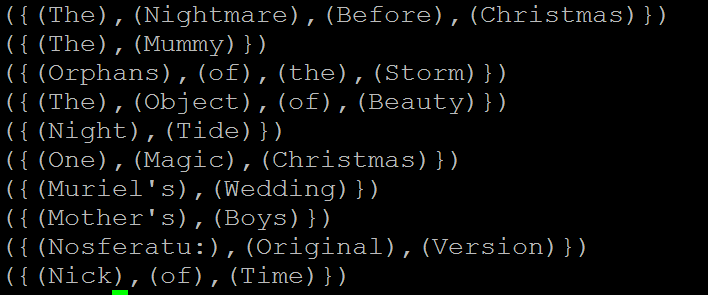 ({(The),(Nightmare),(Before),(Christmas)})
({(The),(Mummy)})
({(Orphans),(of),(the),(Storm)})
({(The),(Object),(of),(Beauty)})
({(Night),(Tide)})
({(One),(Magic),(Christmas)})
({(Muriel's),(Wedding)})
({(Mother's),(Boys)})
({(Nosferatu:),(Original),(Version)})
({(Nick),(of),(Time)})